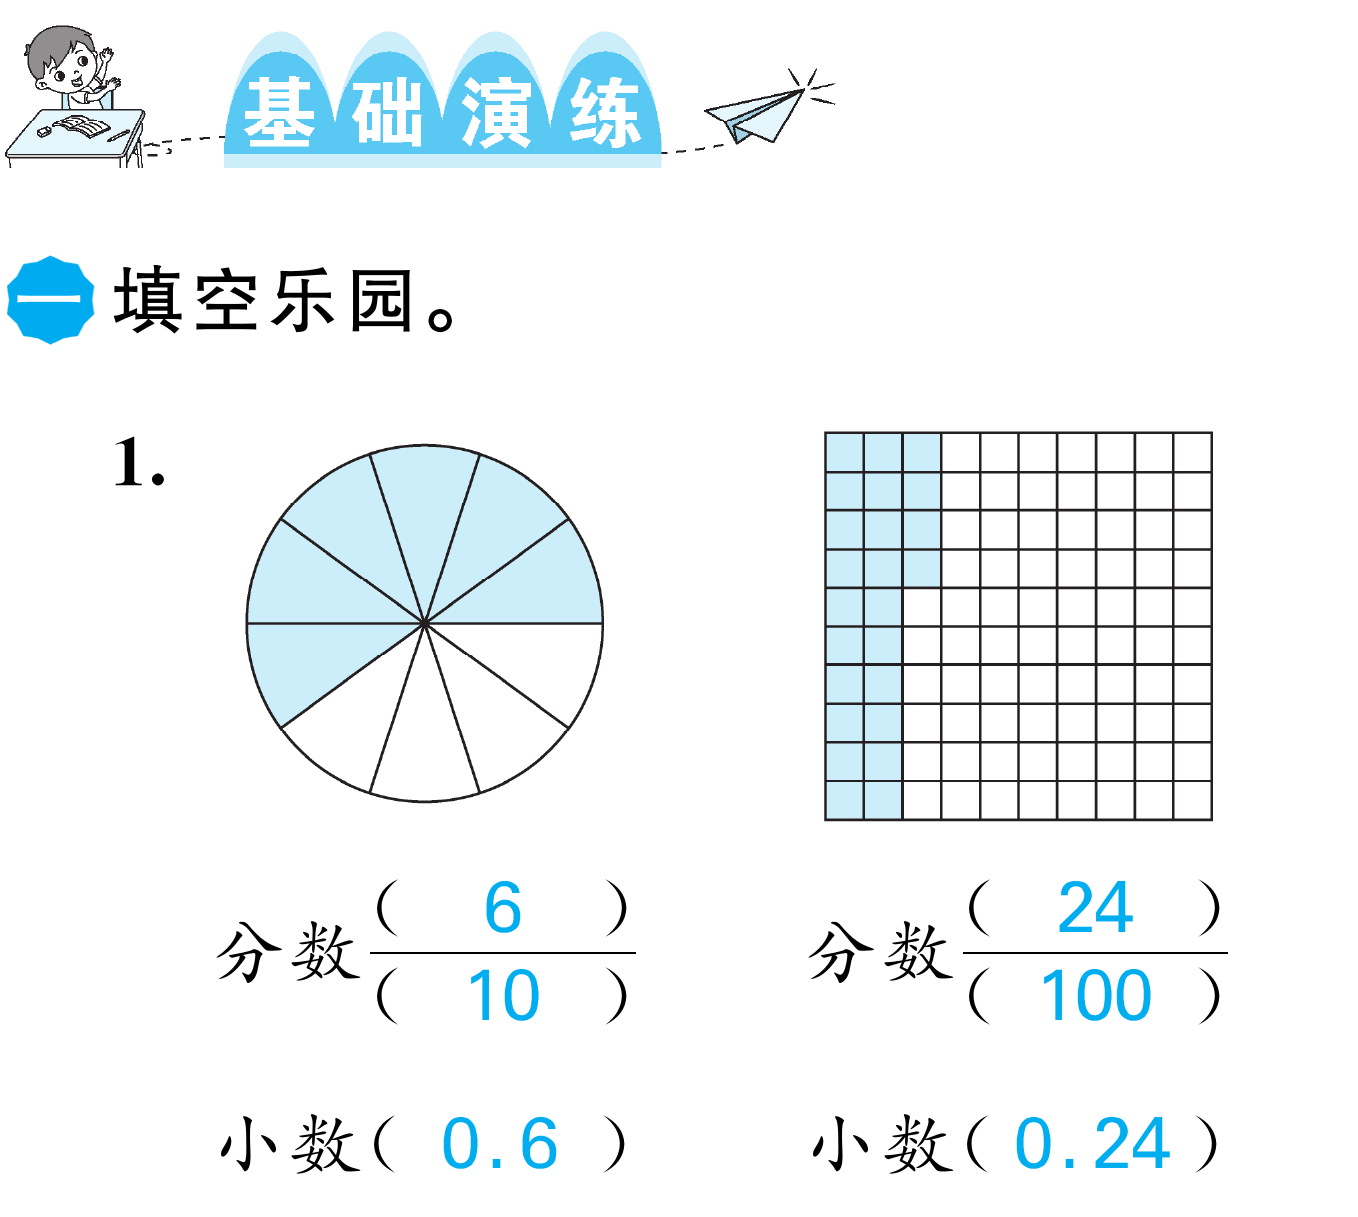 基础演练
一 填空乐园。
1.
分数( 6 )/( 10 ) 分数( 24 )/( 100 )
小数( 0.6 ) 小数( 0.24 )